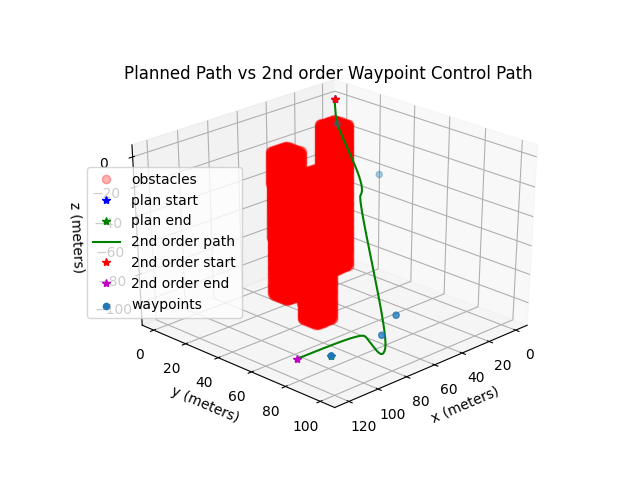 Planned Path vs 2nd order Waypoint Control Path
0
−20
−40
−60
−80
−100
z (meters)
obstacles
plan start
plan end
2nd order path
2nd order start
2nd order end
waypoints
0
20
40
60
80
100
y (meters)
0
20
40
60
80
100
120
x (meters)